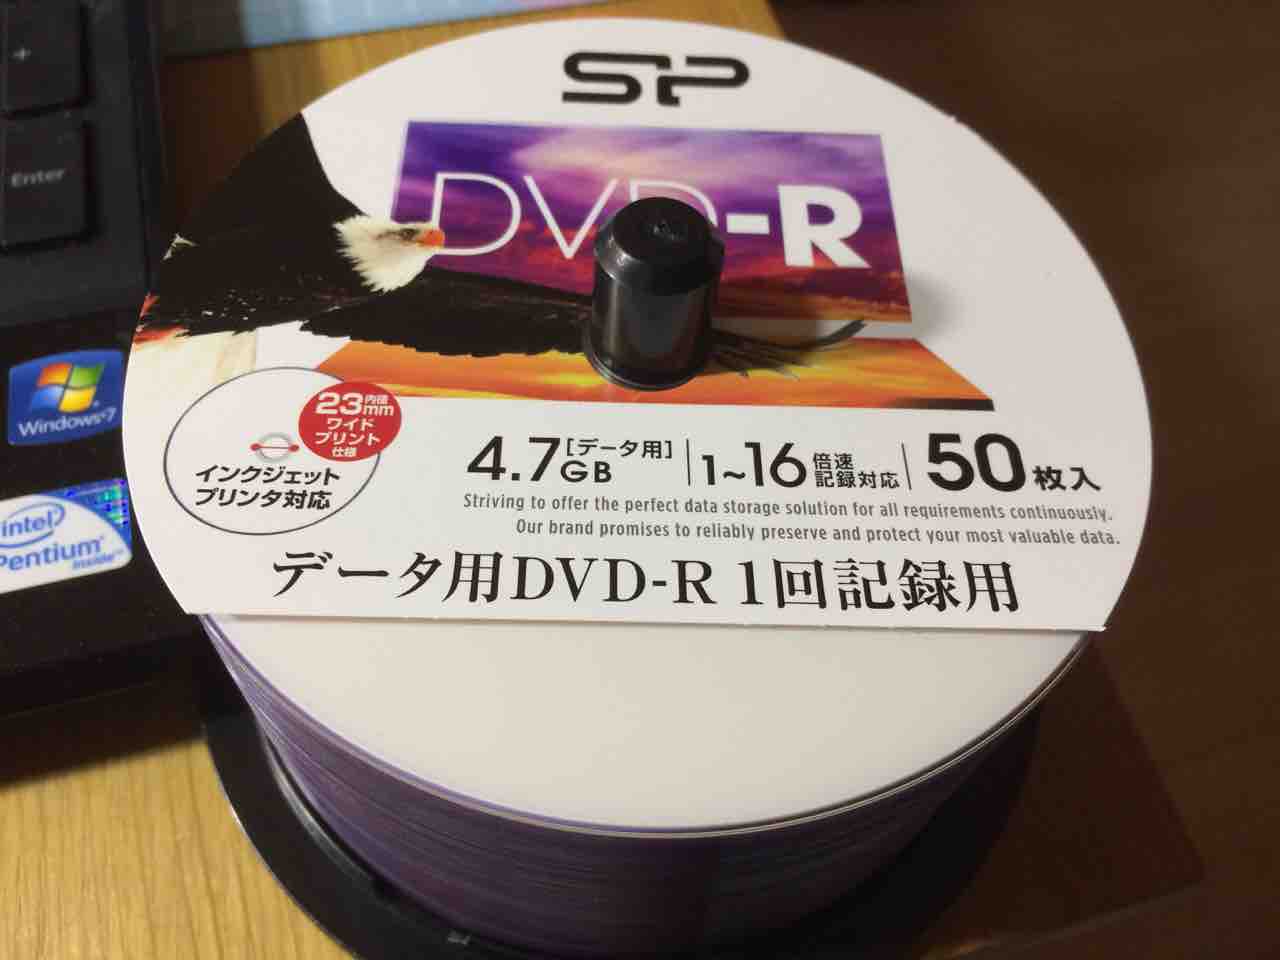 +
Enter
Windows 7
intel
Pentium
inside
SP
DVD-R
23mm
内径
ワイド
プリント
仕様
インクジェット
プリンタ対応
4.7GB [データ用] 1~16倍速記録対応 50枚入
Striving to offer the perfect data storage solution for all requirements continuously.
Our brand promises to reliably preserve and protect your most valuable data.
データ用DVD-R 1回記録用